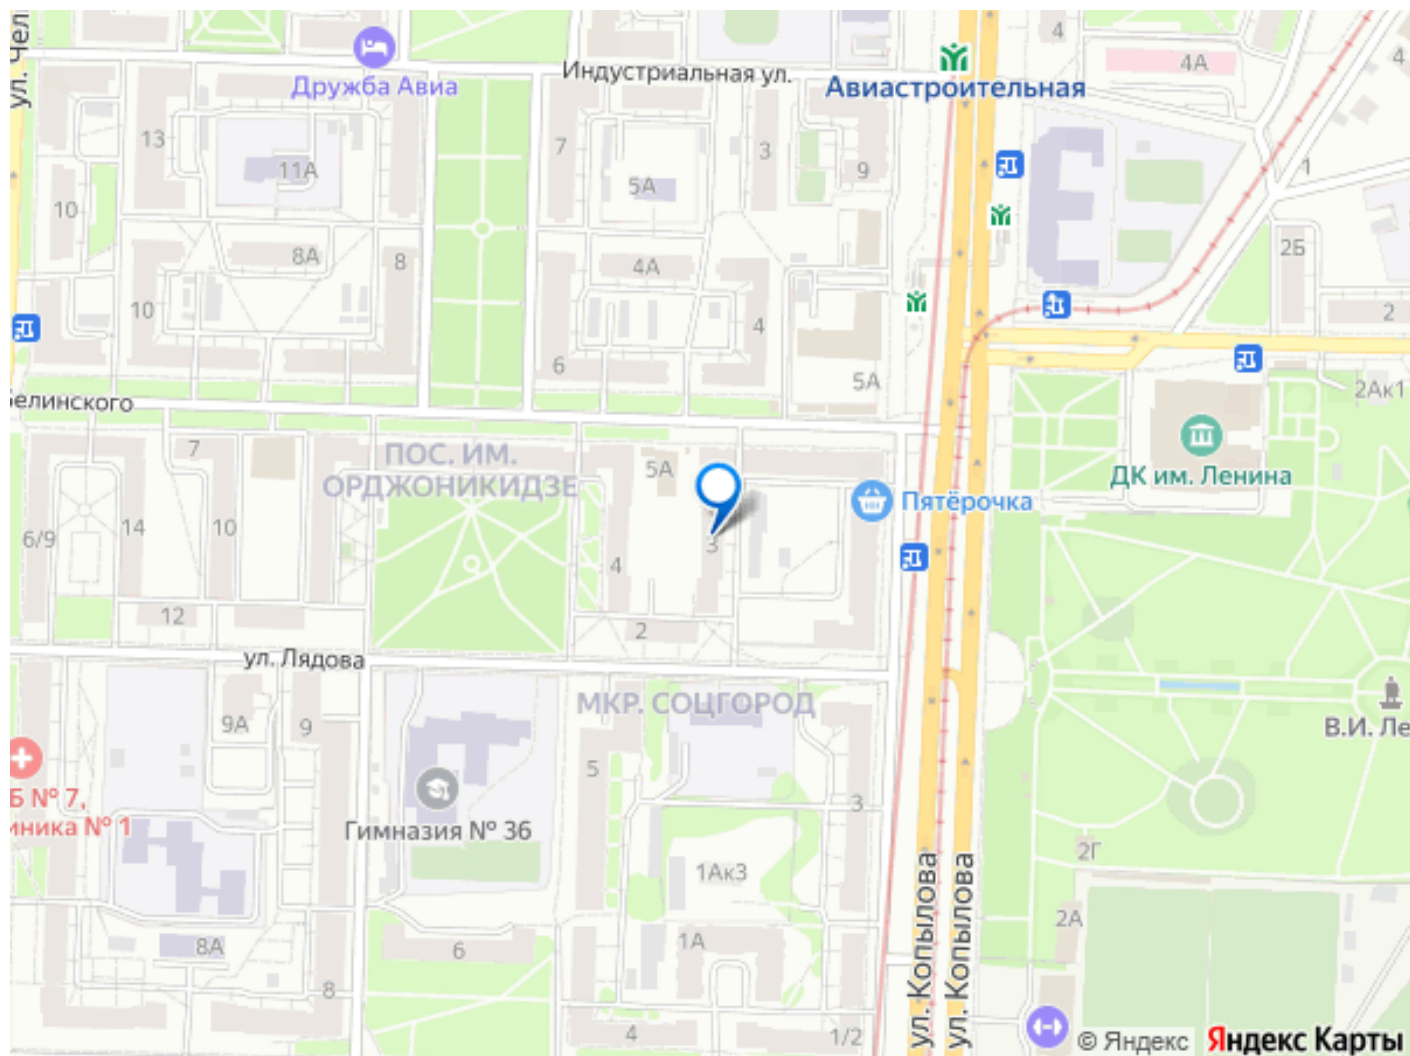 ул. Чел
Дружба Авиа
Индустриальная ул.
Авиастроительная
4
4А
4
13
11А
7
5А
3
9
1
10
8А
8
4А
2Б
10
4
2
6
5А
2Ак1
елинского
7
ПОС. ИМ.
ОРДЖОНИКИДЗЕ
5А
ДК им. Ленина
Пятёрочка
6/9
14
10
3
4
12
2
ул. Лядова
МКР. СОЦГОРОД
9А
9
В.И. Ле
5
3
Б № 7,
иника № 1
Гимназия № 36
2Г
1Ак3
2А
8А
6
1А
8
4
1/2
ул. Копылова
ул. Копылова
© Яндекс
Яндекс Карты